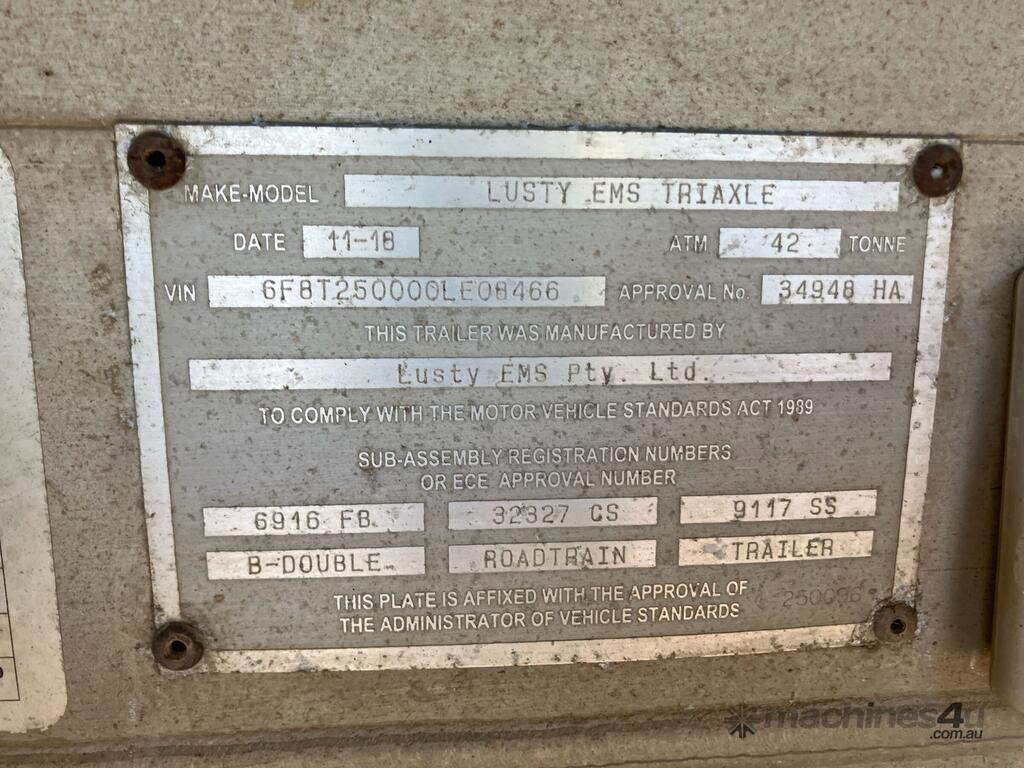 MAKE-MODEL LUSTY EMS TRIAXLE
DATE 11-18 ATM 42 TONNE
VIN 6F8T250000LE08466 APPROVAL No. 34948 HA
THIS TRAILER WAS MANUFACTURED BY
Lusty EMS Pty. Ltd.
TO COMPLY WITH THE MOTOR VEHICLE STANDARDS ACT 1989
SUB-ASSEMBLY REGISTRATION NUMBERS
OR ECE APPROVAL NUMBER
6916 FB 32327 CS 9117 SS
B-DOUBLE ROADTRAIN TRAILER
THIS PLATE IS AFFIXED WITH THE APPROVAL OF
THE ADMINISTRATOR OF VEHICLE STANDARDS
machines4u
.com.au